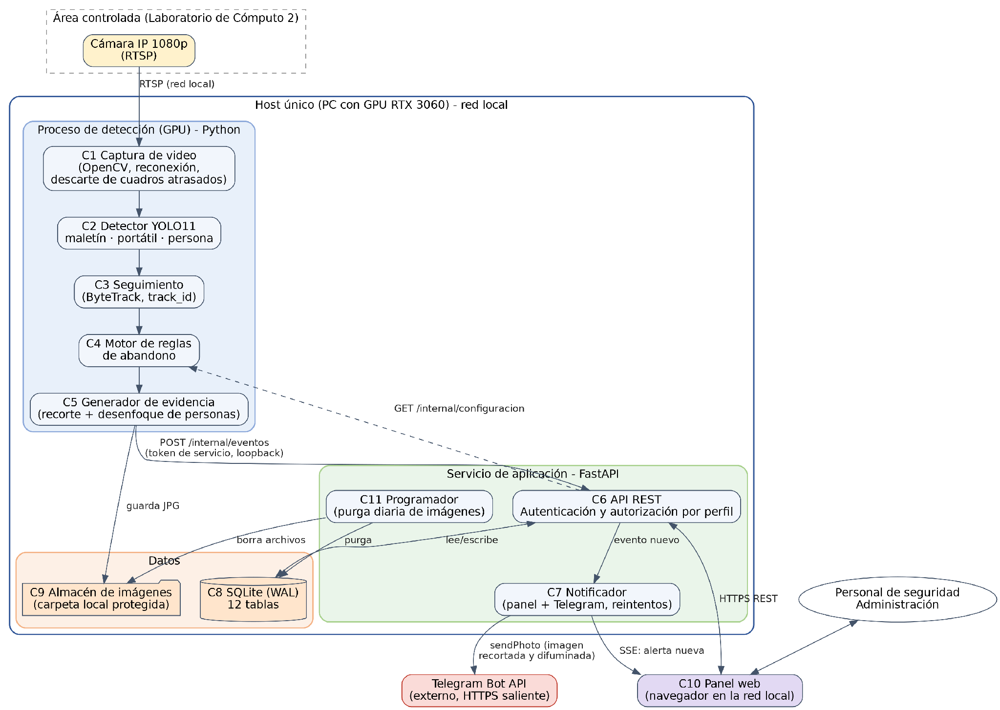 Área controlada (Laboratorio de Cómputo 2)
Cámara IP 1080p
(RTSP)
RTSP (red local)
Host único (PC con GPU RTX 3060) - red local
Proceso de detección (GPU) - Python
C1 Captura de video
(OpenCV, reconexión,
descarte de cuadros atrasados)
C2 Detector YOLO11
maletín · portátil · persona
C3 Seguimiento
(ByteTrack, track_id)
C4 Motor de reglas
de abandono
C5 Generador de evidencia
(recorte + desenfoque de personas)
GET /internal/configuracion
POST /internal/eventos
(token de servicio, loopback)
Servicio de aplicación - FastAPI
C11 Programador
(purga diaria de imágenes)
C6 API REST
Autenticación y autorización por perfil
guarda JPG
borra archivos
purga
lee/escribe
evento nuevo
Datos
C9 Almacén de imágenes
(carpeta local protegida)
C8 SQLite (WAL)
12 tablas
C7 Notificador
(panel + Telegram, reintentos)
HTTPS REST
Personal de seguridad
Administración
sendPhoto (imagen
recortada y difuminada)
SSE: alerta nueva
Telegram Bot API
(externo, HTTPS saliente)
C10 Panel web
(navegador en la red local)